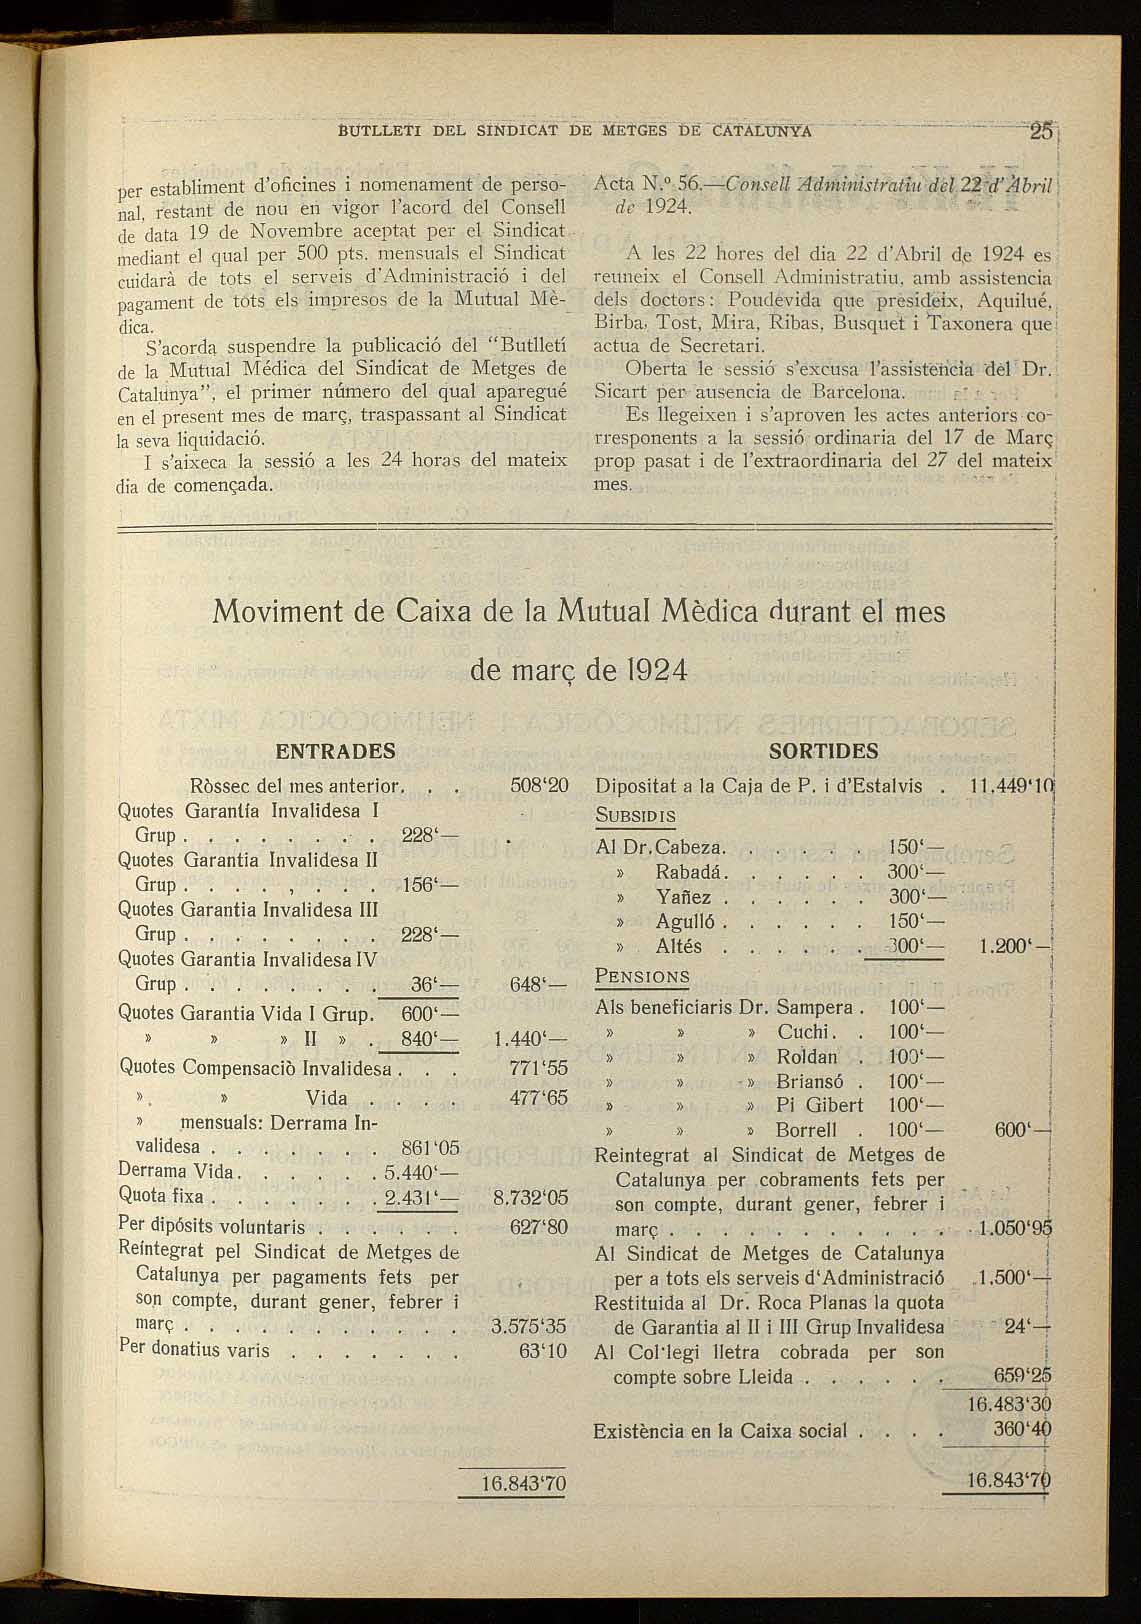 BUTLLETI DEL SINDICAT DE METGES DE CATALUNYA 25
per establiment d'oficines i nomenament de perso-
nal, restant de nou en vigor l'acord del Consell
de data 19 de Novembre aceptat per el Sindicat
mediant el qual per 500 pts. mensuals el Sindicat
cuidarà de tots el serveis d'Administració i del
pagament de tots els impresos de la Mutual Mè-
dica.
S'acorda suspendre la publicació del "Butlletí
de la Mutual Médica del Sindicat de Metges de
Catalunya", el primer número del qual aparegué
en el present mes de març, traspassant al Sindicat
la seva liquidació.
I s'aixeca la sessió a les 24 horas del mateix
dia de començada.
Acta N.º 56.—Consell Administratiu del 22 d'Abril
de 1924.
A les 22 hores del dia 22 d'Abril de 1924 es
reuneix el Consell Administratiu, amb assistencia
dels doctors: Poudevida que presideix, Aquilué,
Birba, Tost, Mira, Ribas, Busquet i Taxonera que
actua de Secretari.
Oberta le sessió s'excusa l'assistència del Dr.
Sicart per ausencia de Barcelona.
Es llegeixen i s'aproven les actes anteriors co-
rresponents a la sessió ordinaria del 17 de Març
prop pasat i de l'extraordinaria del 27 del mateix
mes.
Moviment de Caixa de la Mutual Mèdica durant el mes
de març de 1924
ENTRADES
Ròssec del mes anterior. . . 508'20
Quotes Garantía Invalidesa I
Grup . . . . . . . . 228'—
Quotes Garantia Invalidesa II
Grup . . . . , . . . 156'—
Quotes Garantia Invalidesa III
Grup . . . . . . . . 228'—
Quotes Garantia Invalidesa IV
Grup . . . . . . . . 36'— 648'—
Quotes Garantia Vida I Grup. 600'—
» » » II » . 840'— 1.440'—
Quotes Compensaciò Invalidesa . . . 771'55
» » Vida . . . . 477'65
» mensuals: Derrama In-
validesa . . . . . . . 861'05
Derrama Vida . . . . . . 5.440'—
Quota fixa . . . . . . . 2.431'— 8.732'05
Per dipósits voluntaris . . . . . . 627'80
Reíntegrat pel Sindicat de Metges de
Catalunya per pagaments fets per
son compte, durant gener, febrer i
març . . . . . . . . . . . 3.575'35
Per donatius varis . . . . . . . 63'10
16.843'70
SORTIDES
Dipositat a la Caja de P. i d'Estalvis . 11.449'10
SUBSIDIS
Al Dr. Cabeza. . . . . . 150'—
» Rabadá. . . . . . 300'—
» Yañez . . . . . . 300'—
» Agulló . . . . . . 150'—
» Altés . . . . . . 300'— 1.200'—
PENSIONS
Als beneficiaris Dr. Sampera . 100'—
» » » Cuchi. . 100'—
» » » Roldan . 100'—
» » » Briansó . 100'—
» » » Pi Gibert 100'—
» » » Borrell . 100'— 600'—
Reintegrat al Sindicat de Metges de
Catalunya per cobraments fets per
son compte, durant gener, febrer i
març . . . . . . . . . . . 1.050'95
Al Sindicat de Metges de Catalunya
per a tots els serveis d'Administració 1.500'—
Restituida al Dr. Roca Planas la quota
de Garantia al II i III Grup Invalidesa 24'—
Al Col·legi lletra cobrada per son
compte sobre Lleida . . . . . . 659'25
16.483'30
Existència en la Caixa social . . . . 360'40
16.843'70